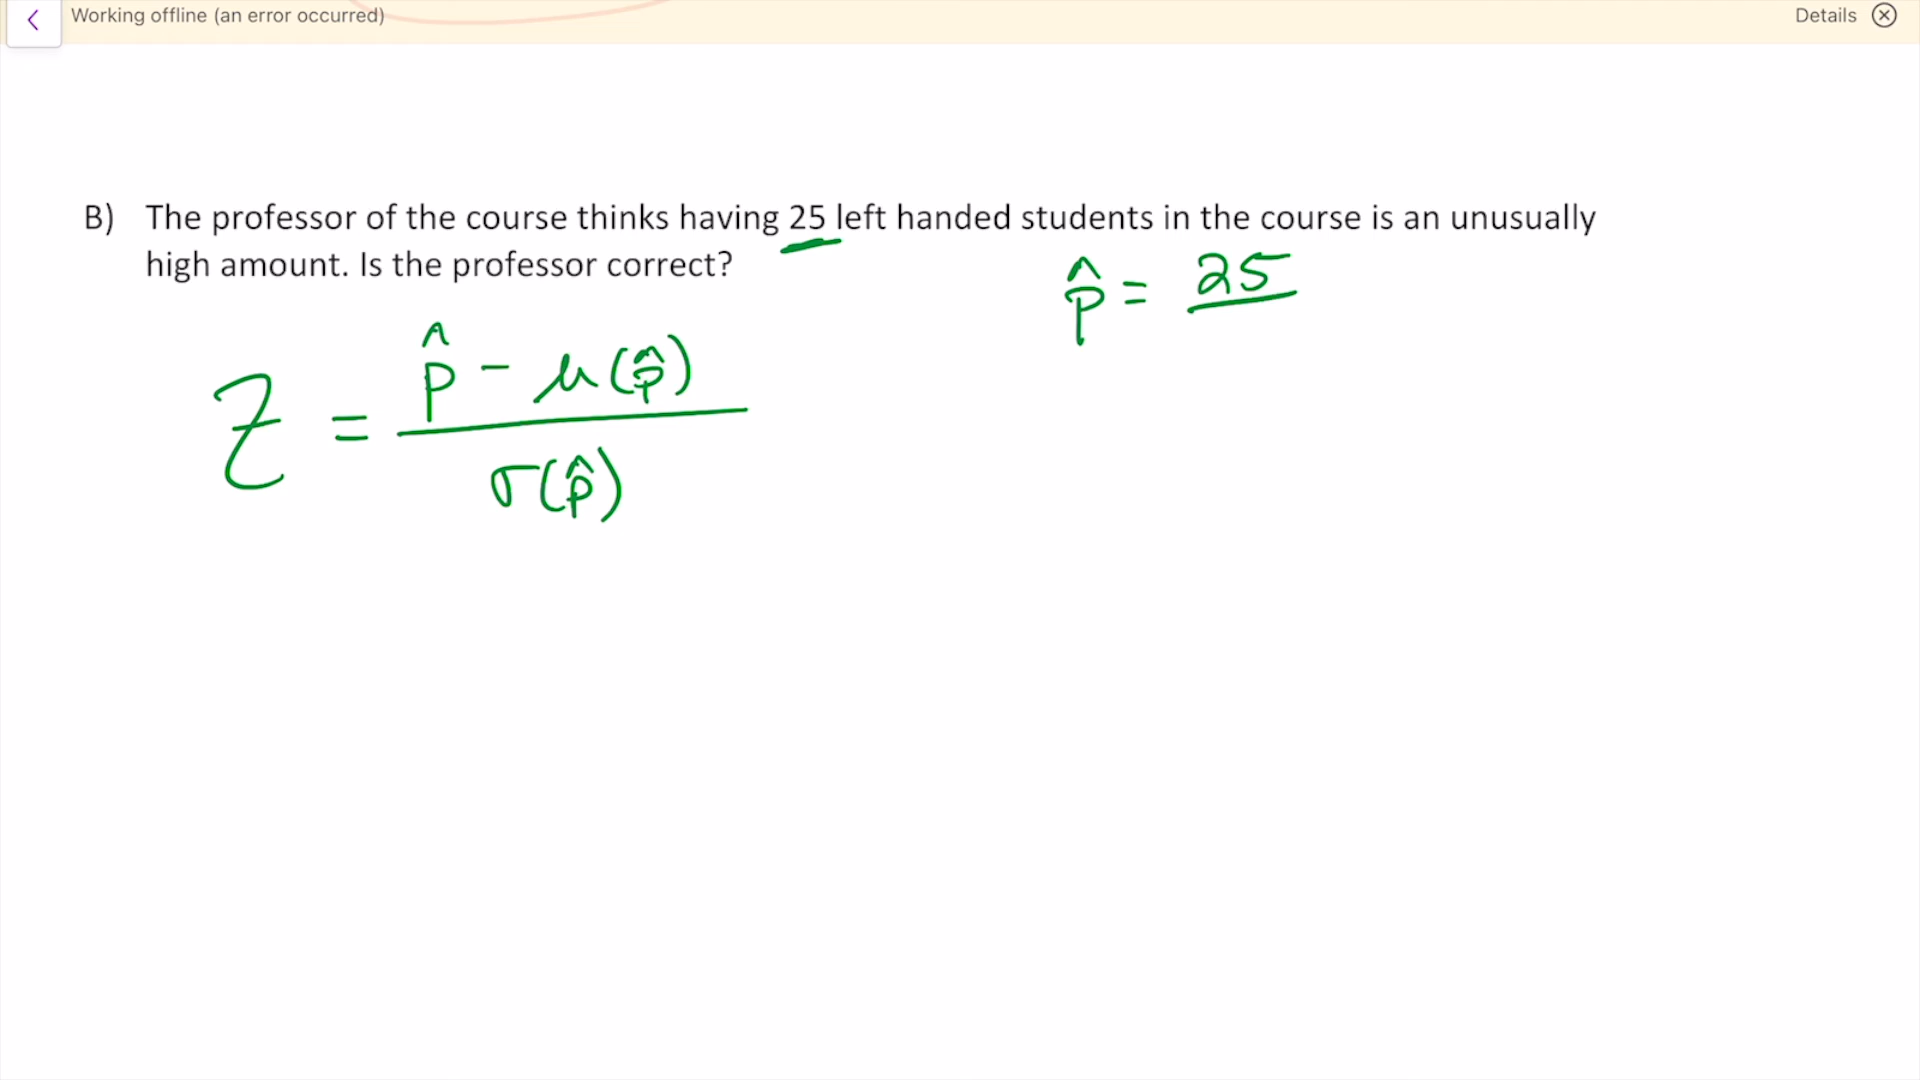 Working offline (an error occurred) Details
B) The professor of the course thinks having 25 left handed students in the course is an unusually
high amount. Is the professor correct?
p̂ = 25
Z = p̂ - μ(p̂)
σ(p̂)